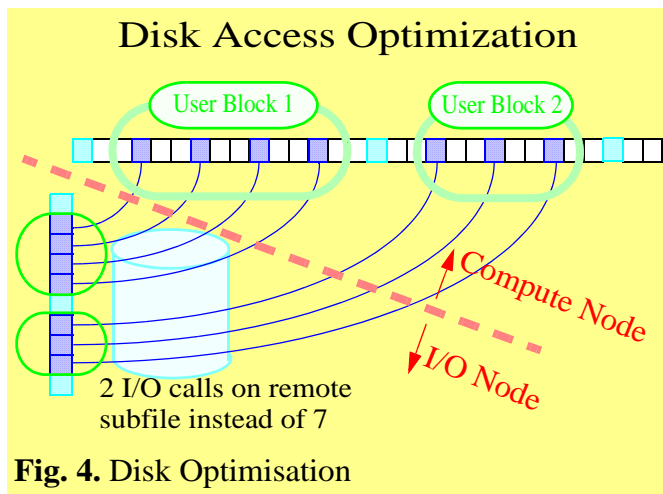 Disk Access Optimization
User Block 1
User Block 2
Compute Node
I/O Node
2 I/O calls on remote
subfile instead of 7
Fig. 4. Disk Optimisation